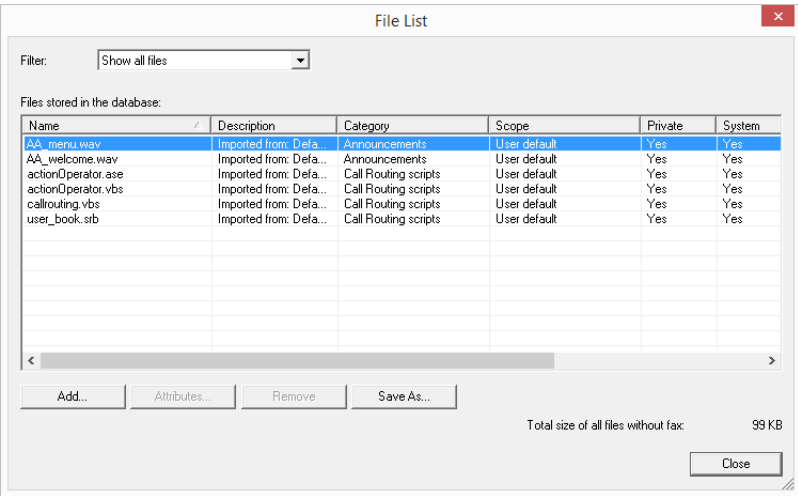 File List
Filter: Show all files
Files stored in the database:
Name Description Category Scope Private System
AA_menu.wav Imported from: Defa... Announcements User default Yes Yes
AA_welcome.wav Imported from: Defa... Announcements User default Yes Yes
actionOperator.ase Imported from: Defa... Call Routing scripts User default Yes Yes
actionOperator.vbs Imported from: Defa... Call Routing scripts User default Yes Yes
callrouting.vbs Imported from: Defa... Call Routing scripts User default Yes Yes
user_book.srb Imported from: Defa... Call Routing scripts User default Yes Yes
Add... Attributes... Remove Save As...
Total size of all files without fax: 99 KB
Close